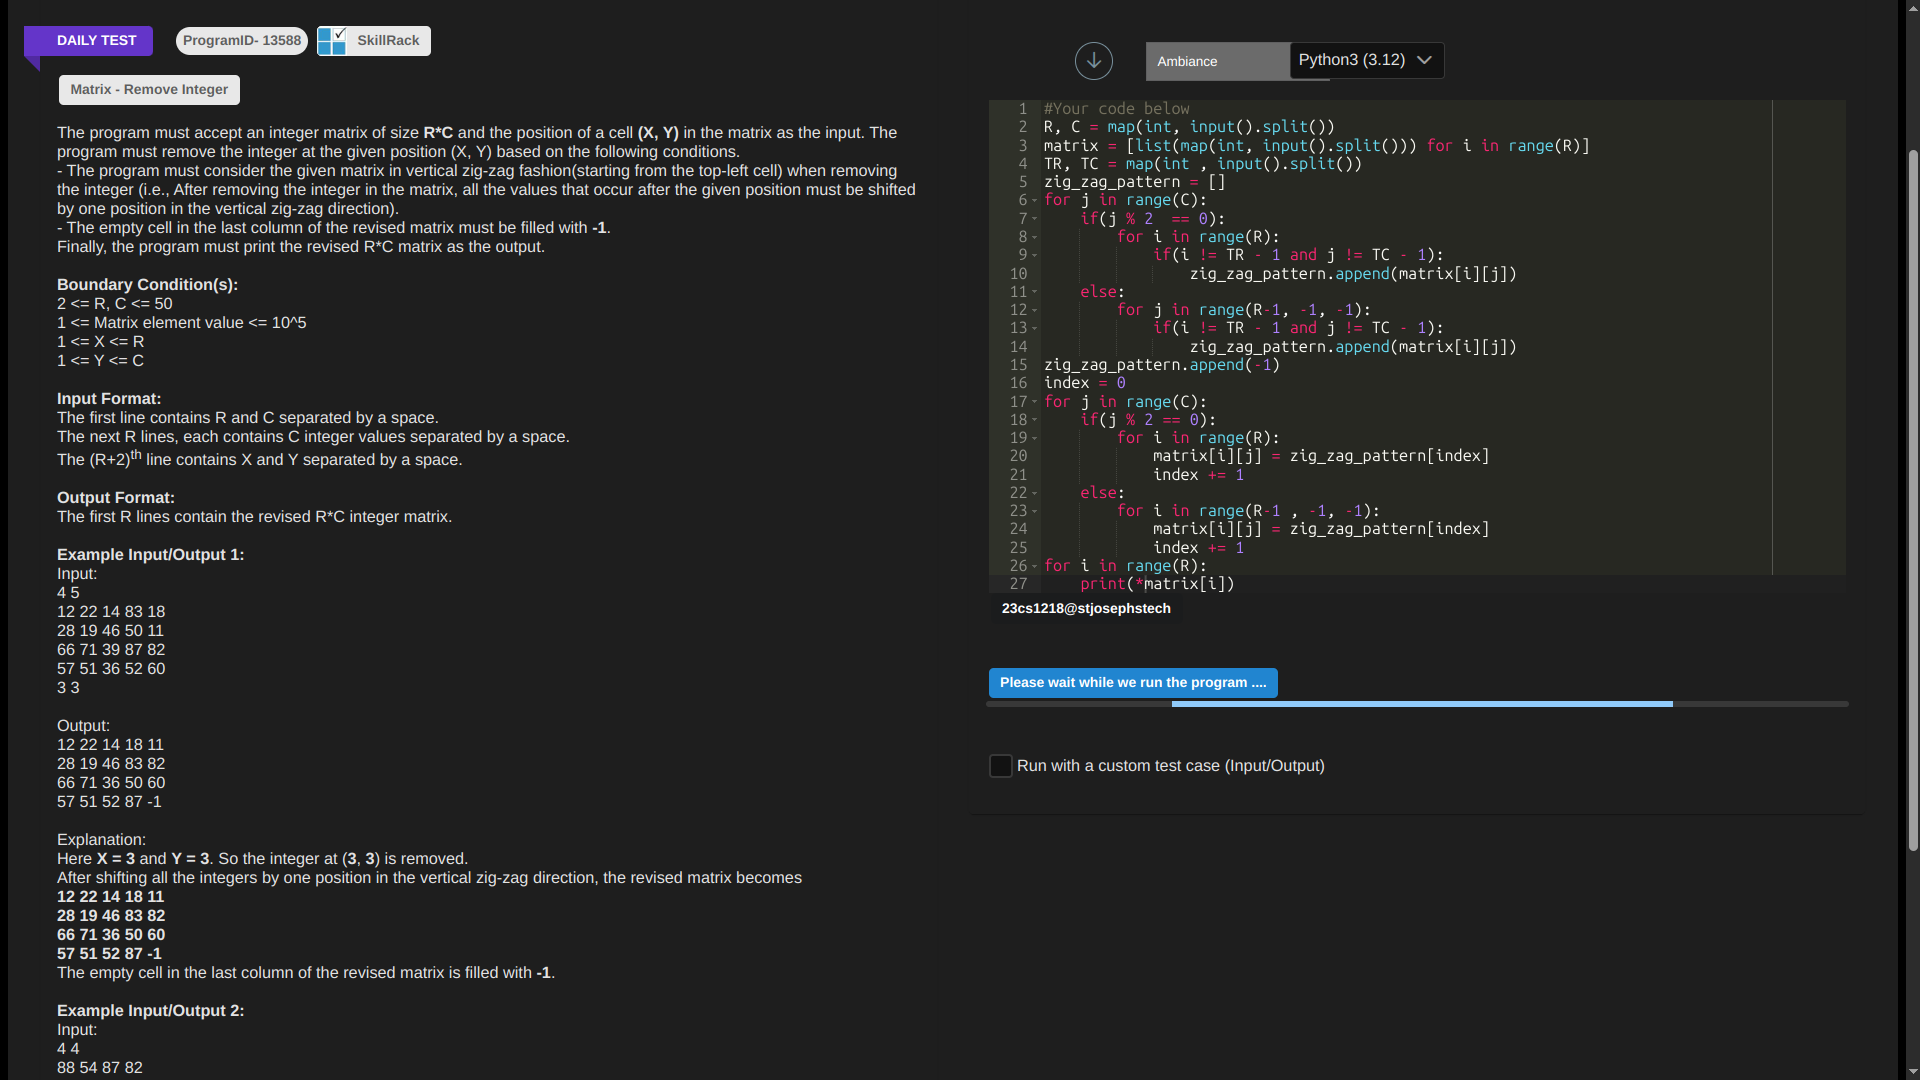 DAILY TEST
ProgramID- 13588
SkillRack
Matrix - Remove Integer
The program must accept an integer matrix of size R*C and the position of a cell (X, Y) in the matrix as the input. The
program must remove the integer at the given position (X, Y) based on the following conditions.
- The program must consider the given matrix in vertical zig-zag fashion(starting from the top-left cell) when removing
the integer (i.e., After removing the integer in the matrix, all the values that occur after the given position must be shifted
by one position in the vertical zig-zag direction).
- The empty cell in the last column of the revised matrix must be filled with -1.
Finally, the program must print the revised R*C matrix as the output.
Boundary Condition(s):
2 <= R, C <= 50
1 <= Matrix element value <= 10^5
1 <= X <= R
1 <= Y <= C
Input Format:
The first line contains R and C separated by a space.
The next R lines, each contains C integer values separated by a space.
The (R+2)th line contains X and Y separated by a space.
Output Format:
The first R lines contain the revised R*C integer matrix.
Example Input/Output 1:
Input:
4 5
12 22 14 83 18
28 19 46 50 11
66 71 39 87 82
57 51 36 52 60
3 3
Output:
12 22 14 18 11
28 19 46 83 82
66 71 36 50 60
57 51 52 87 -1
Explanation:
Here X = 3 and Y = 3. So the integer at (3, 3) is removed.
After shifting all the integers by one position in the vertical zig-zag direction, the revised matrix becomes
12 22 14 18 11
28 19 46 83 82
66 71 36 50 60
57 51 52 87 -1
The empty cell in the last column of the revised matrix is filled with -1.
Example Input/Output 2:
Input:
4 4
88 54 87 82
Ambiance
Python3 (3.12)
1 #Your code below
2 R, C = map(int, input().split())
3 matrix = [list(map(int, input().split())) for i in range(R)]
4 TR, TC = map(int , input().split())
5 zig_zag_pattern = []
6 for j in range(C):
7     if(j % 2  == 0):
8         for i in range(R):
9             if(i != TR - 1 and j != TC - 1):
10                 zig_zag_pattern.append(matrix[i][j])
11     else:
12         for j in range(R-1, -1, -1):
13             if(i != TR - 1 and j != TC - 1):
14                 zig_zag_pattern.append(matrix[i][j])
15 zig_zag_pattern.append(-1)
16 index = 0
17 for j in range(C):
18     if(j % 2 == 0):
19         for i in range(R):
20             matrix[i][j] = zig_zag_pattern[index]
21             index += 1
22     else:
23         for i in range(R-1 , -1, -1):
24             matrix[i][j] = zig_zag_pattern[index]
25             index += 1
26 for i in range(R):
27     print(*matrix[i])
23cs1218@stjosephstech
Please wait while we run the program ....
Run with a custom test case (Input/Output)